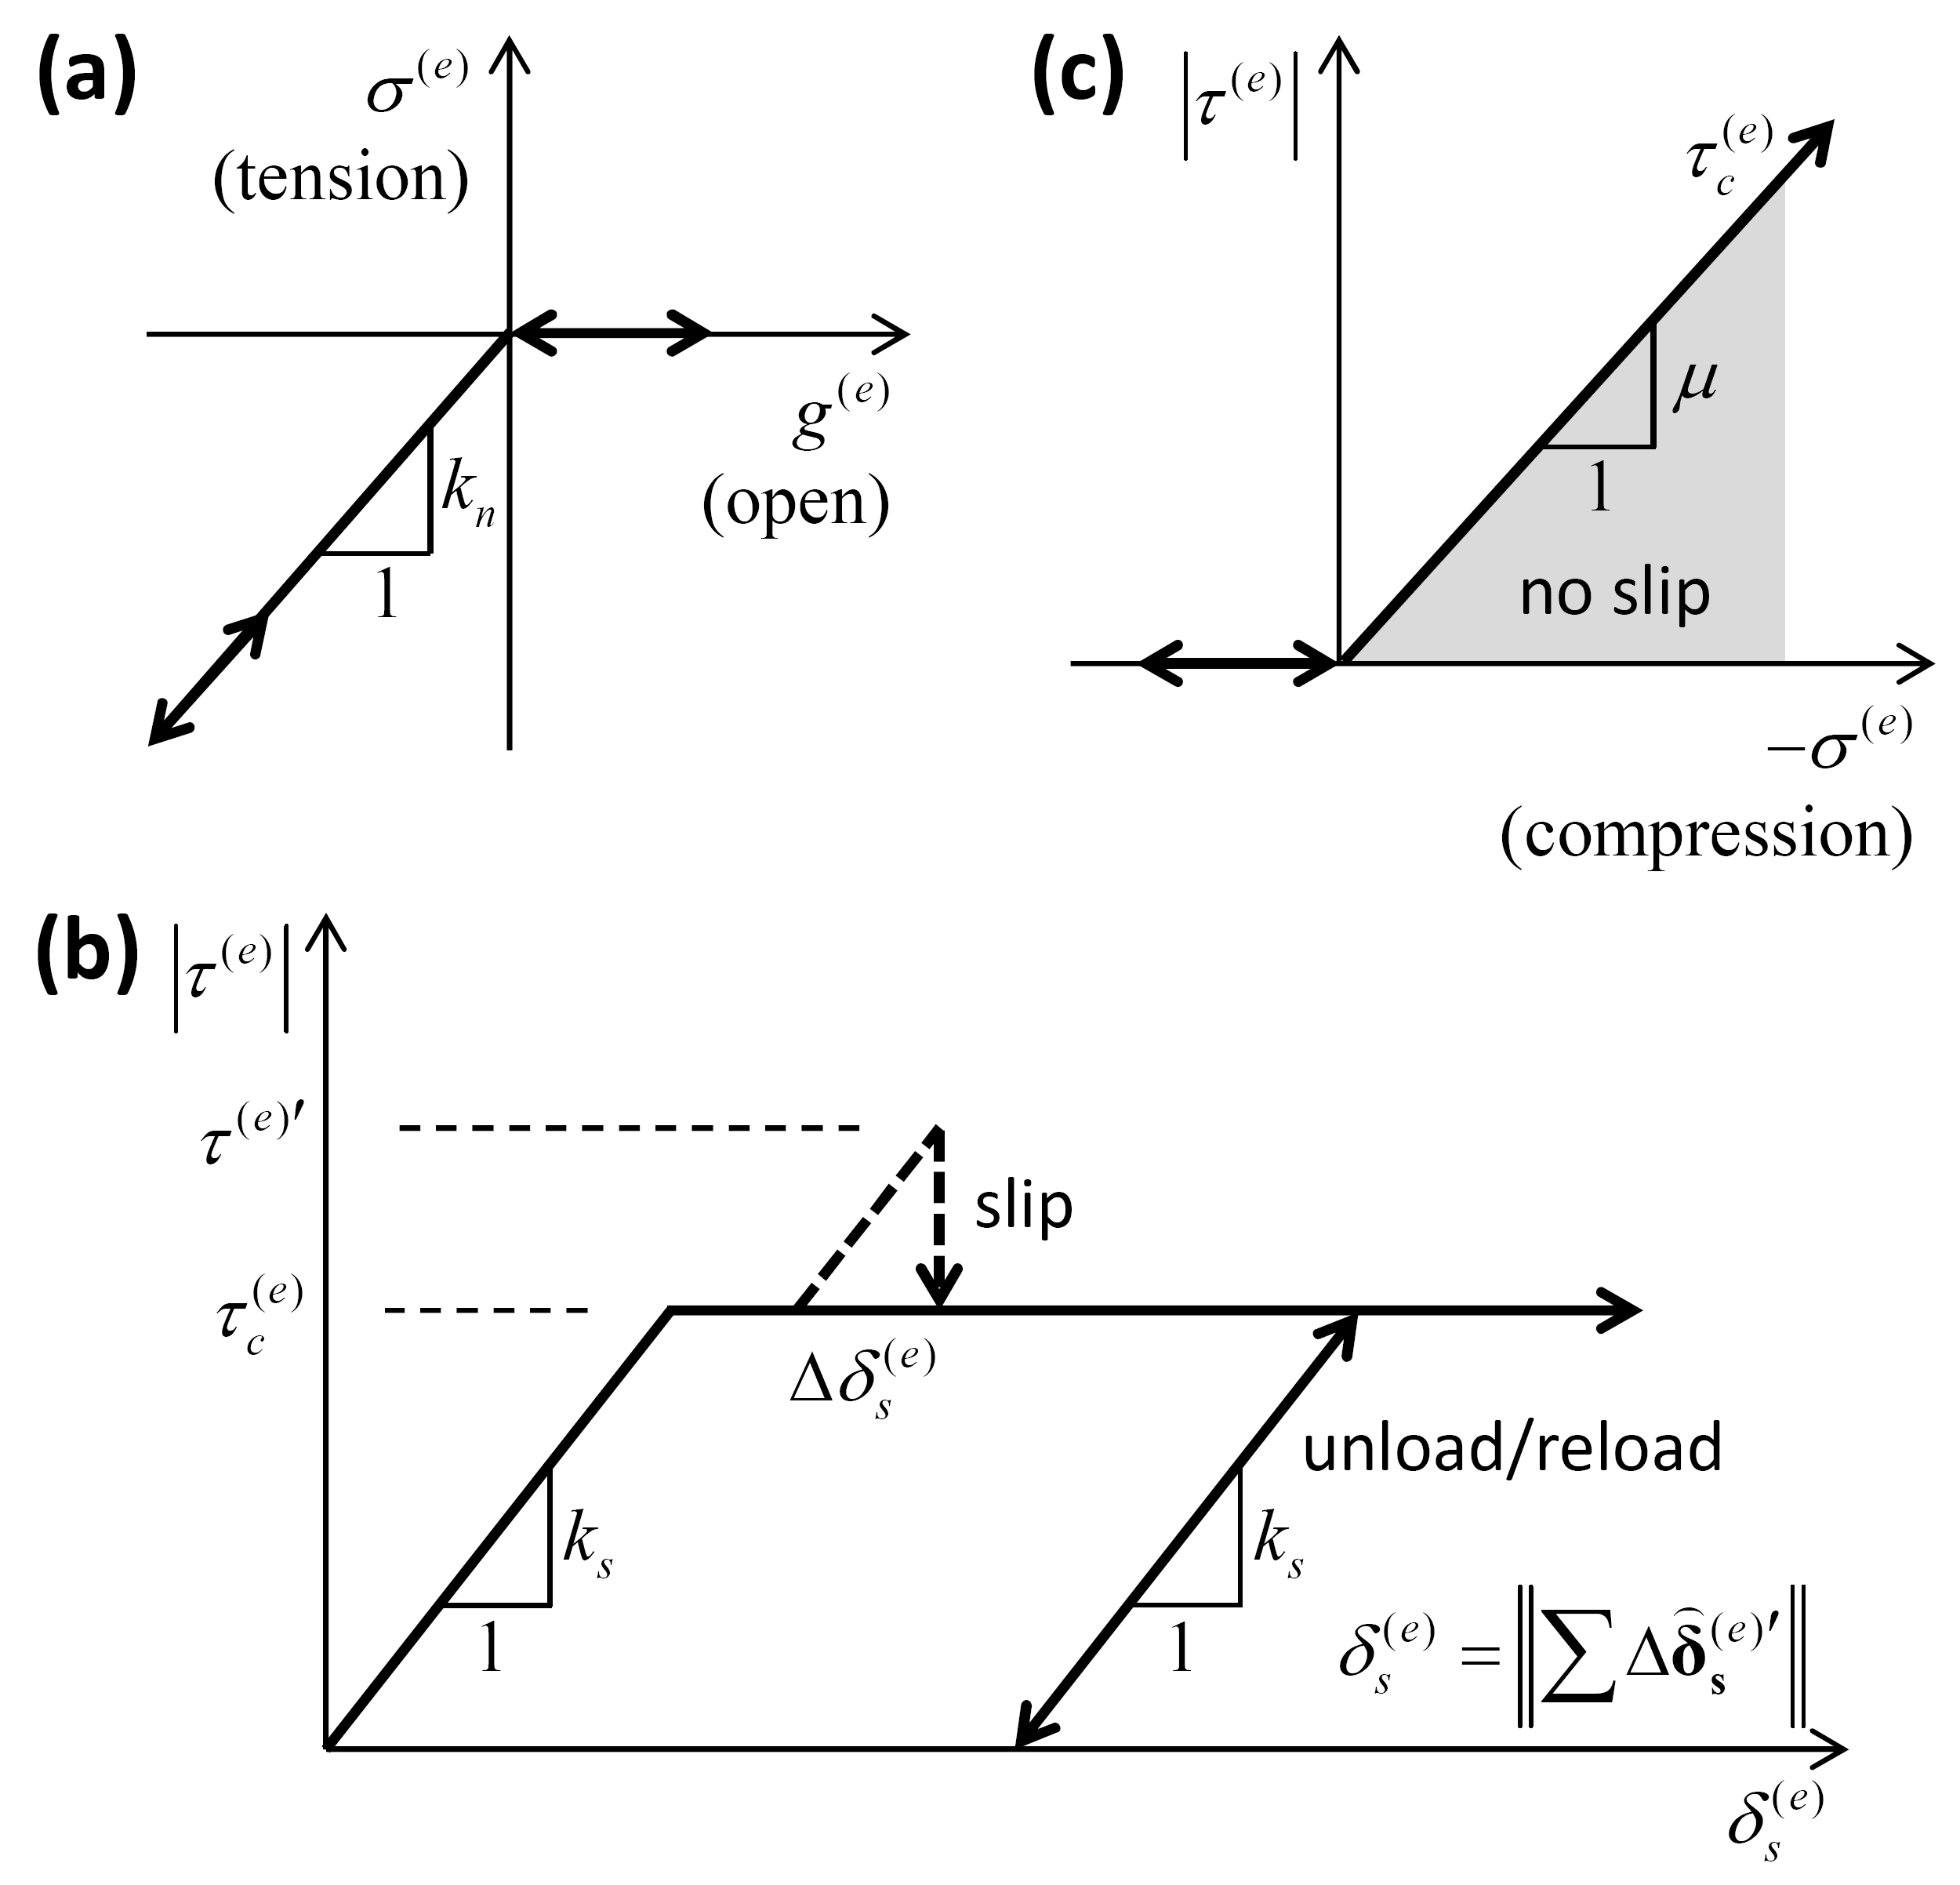 (a)
σ^(e)
(tension)
g^(e)
(open)
k_n
1
(c)
|τ^(e)|
τ_c^(e)
μ
1
no slip
−σ^(e)
(compression)
(b)
|τ^(e)|
τ^(e)′
slip
τ_c^(e)
Δδ_s^(e)
unload/reload
k_s
1
k_s
1
δ_s^(e) = ‖∑Δδ̂_s^(e)′‖
δ_s^(e)